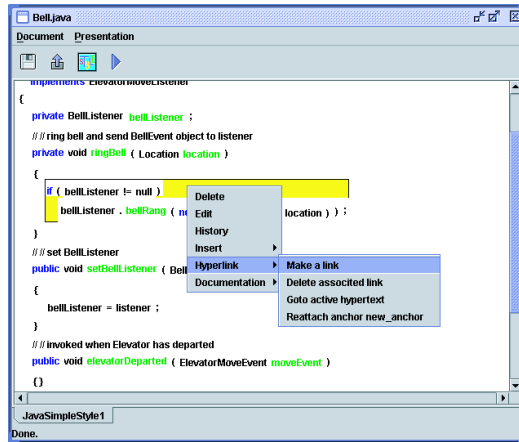 Bell.java
Document Presentation
implements ElevatorMoveListener
{
private BellListener bellListener ;
// // ring bell and send BellEvent object to listener
private void ringBell ( Location location )
{
if ( bellListener != null )
bellListener . bellRang ( location ) ) ;
}
// // set BellListener
public void setBellListener ( Bell
{
bellListener = listener ;
}
// // invoked when Elevator has departed
public void elevatorDeparted ( ElevatorMoveEvent moveEvent )
{}
Delete
Edit
History
Insert
Hyperlink
Documentation
Make a link
Delete associted link
Goto active hypertext
Reattach anchor new_anchor
JavaSimpleStyle1
Done.